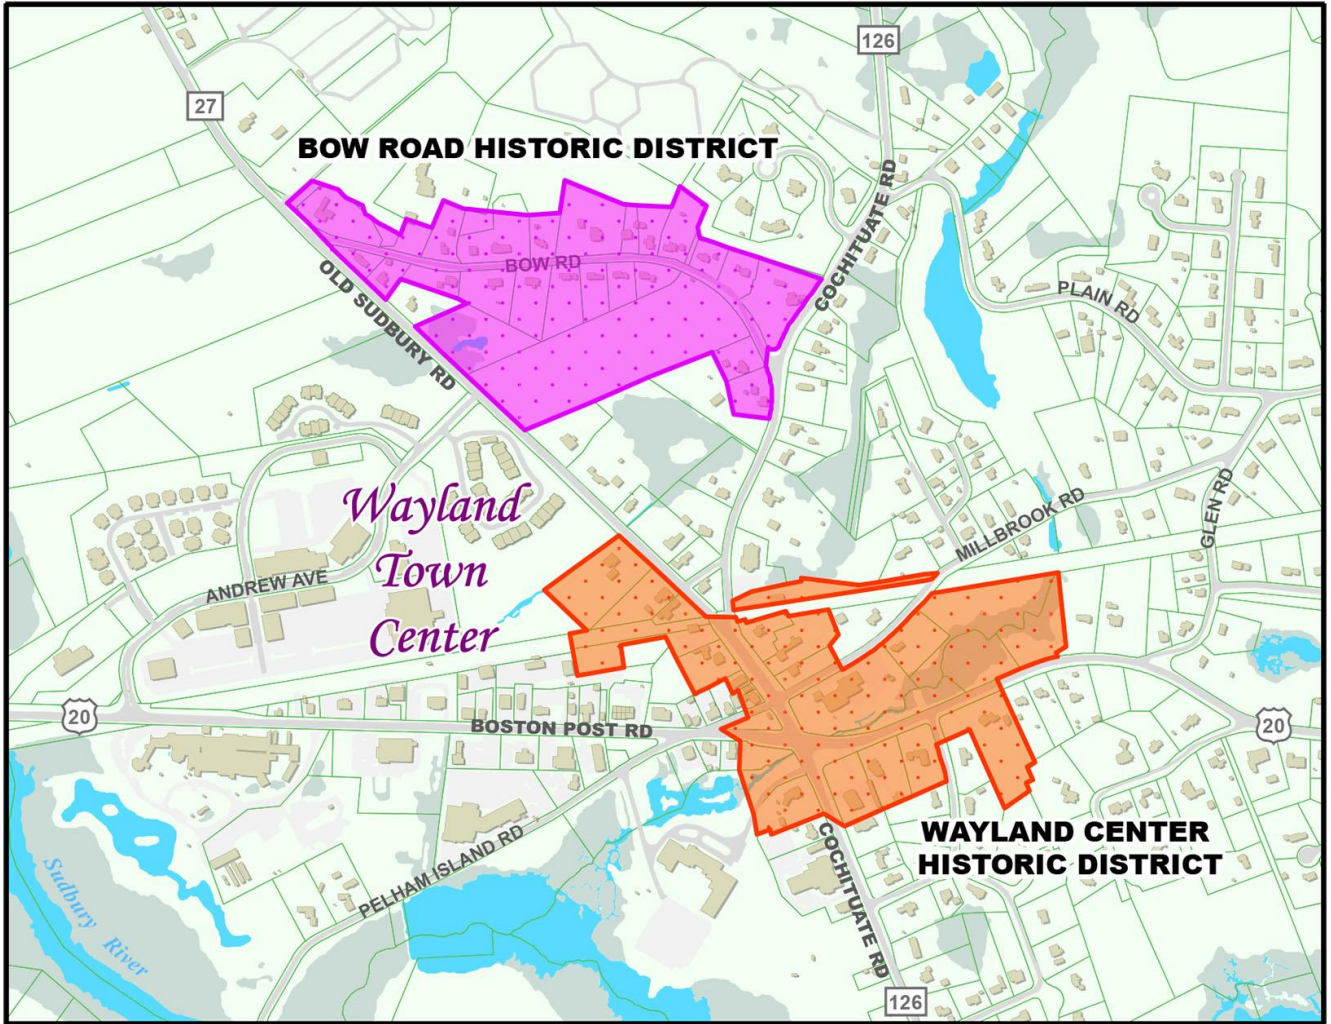 126
27
BOW ROAD HISTORIC DISTRICT
COCHITUATE RD
BOW RD
OLD SUDBURY RD
PLAIN RD
Wayland
Town
Center
MILLBROOK RD
GLEN RD
ANDREW AVE
20
BOSTON POST RD
20
WAYLAND CENTER
HISTORIC DISTRICT
PELHAM ISLAND RD
COCHITUATE RD
Sudbury River
126